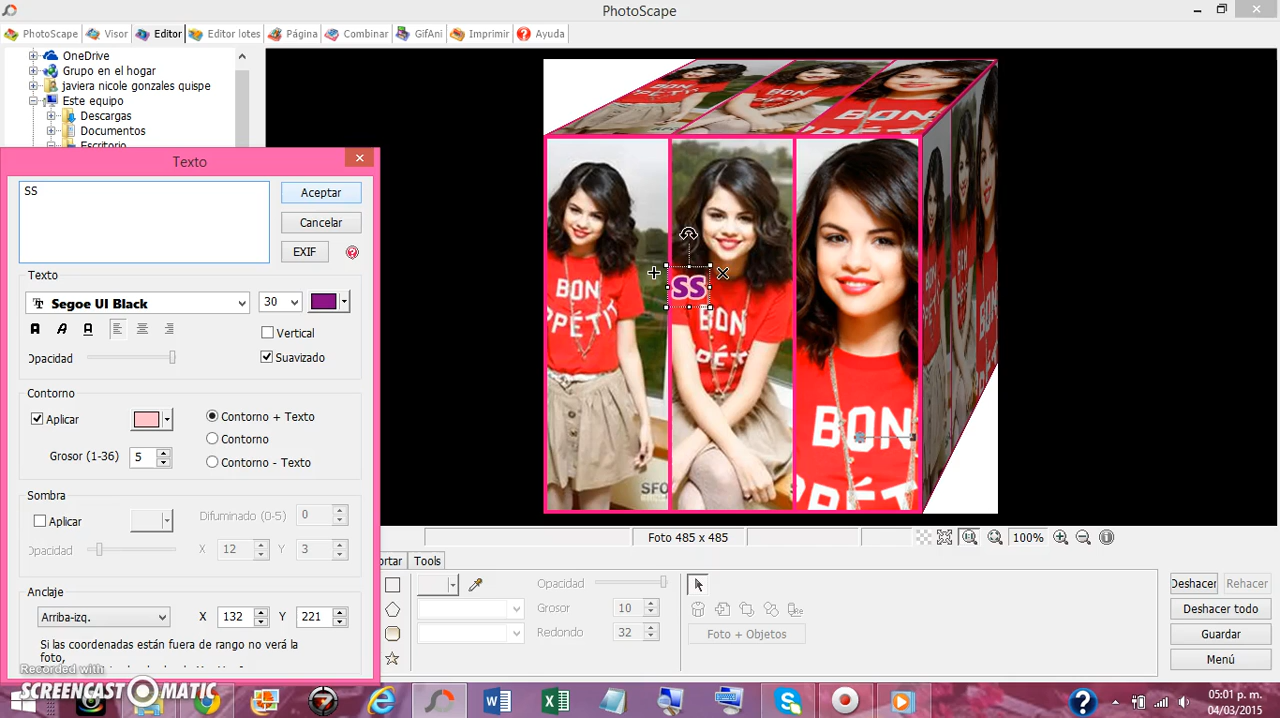 PhotoScape
PhotoScape Visor Editor Editor lotes Página Combinar GifAni Imprimir Ayuda
OneDrive
Grupo en el hogar
javiera nicole gonzales quispe
Este equipo
Descargas
Documentos
Escritorio
Texto
SS
Aceptar
Cancelar
EXIF
Texto
Segoe UI Black 30
A A A
Vertical
Opacidad
Suavizado
Contorno
Aplicar
Contorno + Texto
Contorno
Grosor (1-36) 5
Contorno - Texto
Sombra
Aplicar
Difuminado (0-5) 0
Opacidad X 12 Y 3
Anclaje
Arriba-izq. X 132 Y 221
Si las coordenadas están fuera de rango no verá la
foto,
BON
BON
BON
BON
PPÉTIT
SS
BON
BON
PPÉTI
SFO
Foto 485 x 485
100%
ortar Tools
Opacidad
Grosor 10
Redondo 32
Foto + Objetos
Deshacer Rehacer
Deshacer todo
Guardar
Menú
Recorded with
SCREENCAST MATIC
05:01 p. m.
04/03/2015